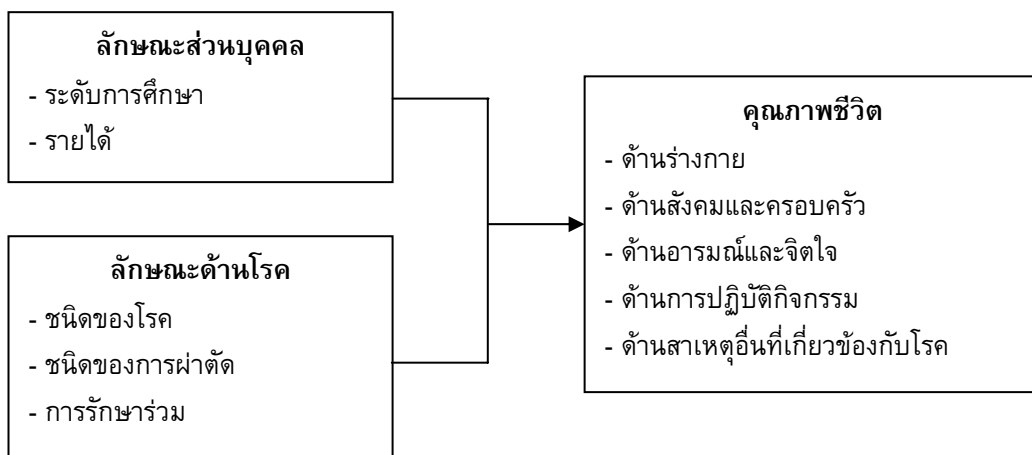 ลักษณะส่วนบุคคล
- ระดับการศึกษา
- รายได้
ลักษณะด้านโรค
- ชนิดของโรค
- ชนิดของการผ่าตัด
- การรักษาร่วม
คุณภาพชีวิต
- ด้านร่างกาย
- ด้านสังคมและครอบครัว
- ด้านอารมณ์และจิตใจ
- ด้านการปฏิบัติกิจกรรม
- ด้านสาเหตุอื่นที่เกี่ยวข้องกับโรค